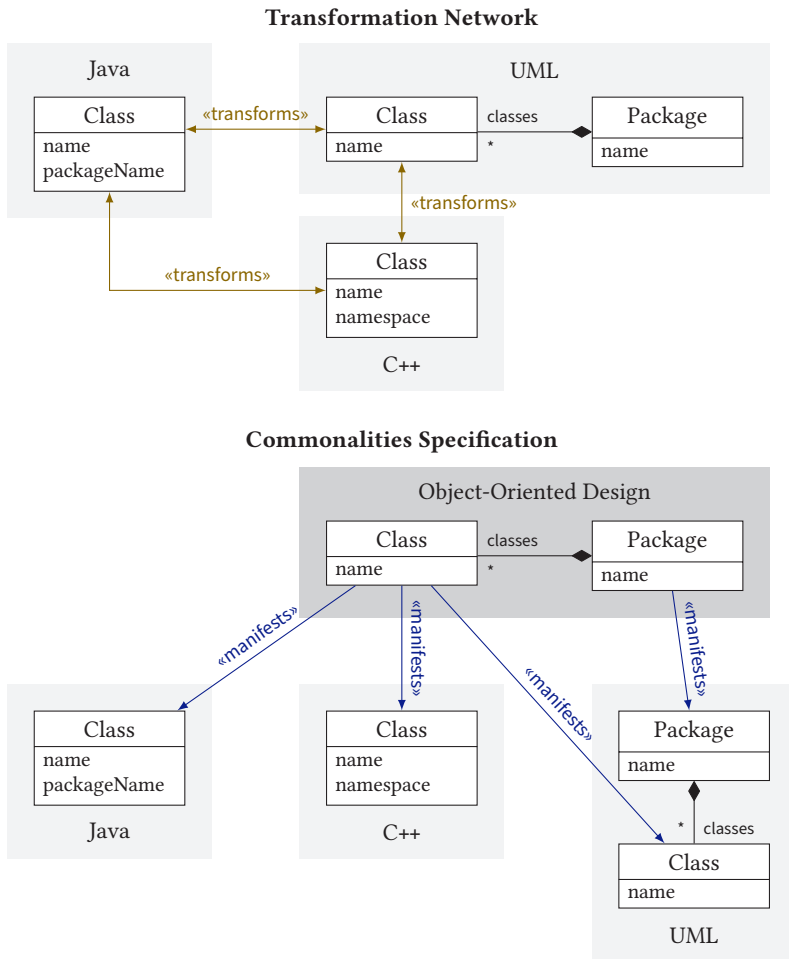 Transformation Network
Java
UML
Class
name
packageName
«transforms»
Class
name
classes
*
Package
name
«transforms»
«transforms»
Class
name
namespace
C++
Commonalities Specification
Object-Oriented Design
Class
name
classes
*
Package
name
«manifests»
«manifests»
«manifests»
«manifests»
Class
name
packageName
Java
Class
name
namespace
C++
Package
name
* classes
Class
name
UML